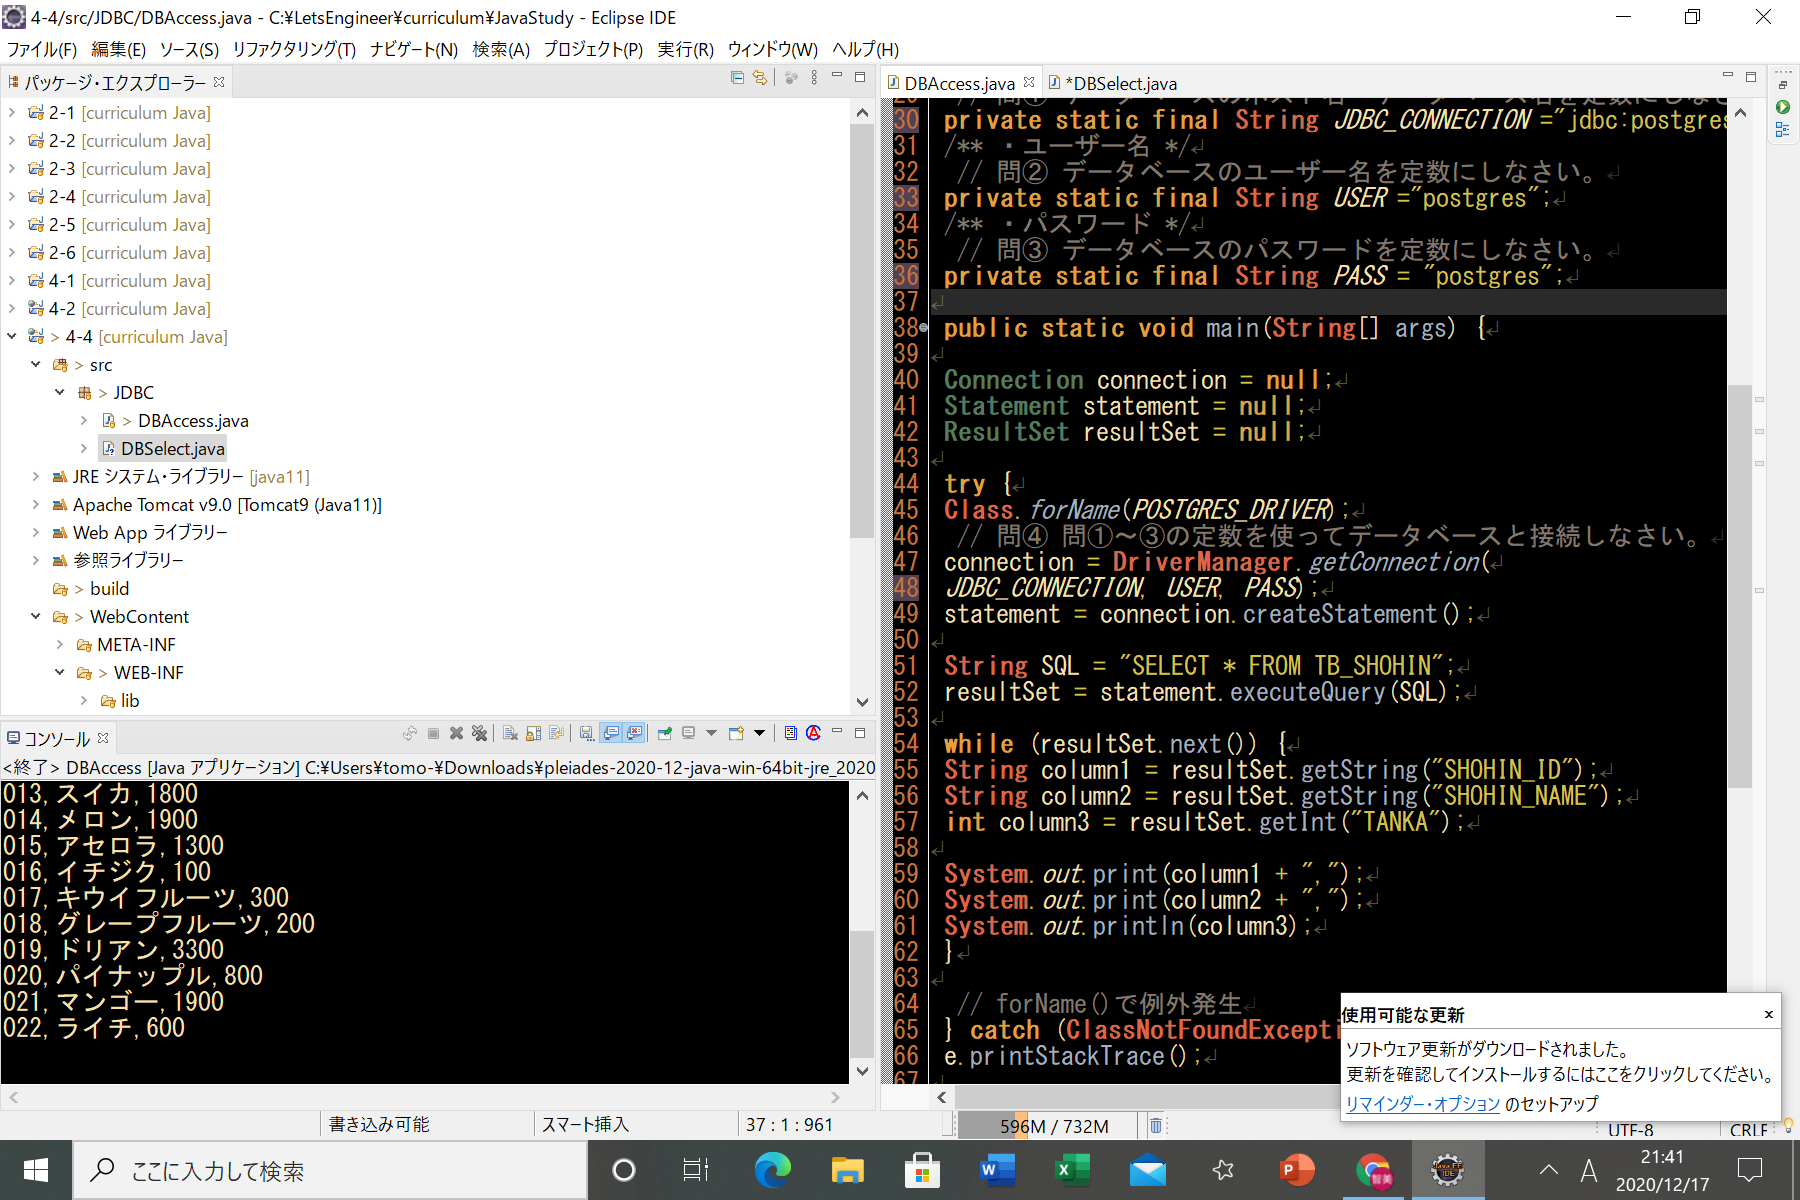 4-4/src/JDBC/DBAccess.java - C:¥LetsEngineer¥curriculum¥JavaStudy - Eclipse IDE
ファイル(F) 編集(E) ソース(S) リファクタリング(T) ナビゲート(N) 検索(A) プロジェクト(P) 実行(R) ウィンドウ(W) ヘルプ(H)
パッケージ・エクスプローラー
2-1 [curriculum Java]
2-2 [curriculum Java]
2-3 [curriculum Java]
2-4 [curriculum Java]
2-5 [curriculum Java]
2-6 [curriculum Java]
4-1 [curriculum Java]
4-2 [curriculum Java]
> 4-4 [curriculum Java]
> src
> JDBC
> DBAccess.java
DBSelect.java
JRE システム・ライブラリー [java11]
Apache Tomcat v9.0 [Tomcat9 (Java11)]
Web App ライブラリー
参照ライブラリー
> build
> WebContent
META-INF
> WEB-INF
lib
コンソール
<終了> DBAccess [Java アプリケーション] C:¥Users¥tomo-¥Downloads¥pleiades-2020-12-java-win-64bit-jre_2020
013,スイカ,1800
014,メロン,1900
015,アセロラ,1300
016,イチジク,100
017,キウイフルーツ,300
018,グレープフルーツ,200
019,ドリアン,3300
020,パイナップル,800
021,マンゴー,1900
022,ライチ,600
DBAccess.java *DBSelect.java
30 private static final String JDBC_CONNECTION ="jdbc:postgres
31 /** ・ユーザー名 */
32 // 問② データベースのユーザー名を定数にしなさい。
33 private static final String USER ="postgres";
34 /** ・パスワード */
35 // 問③ データベースのパスワードを定数にしなさい。
36 private static final String PASS = "postgres";
37
38 public static void main(String[] args) {
39
40 Connection connection = null;
41 Statement statement = null;
42 ResultSet resultSet = null;
43
44 try {
45 Class.forName(POSTGRES_DRIVER);
46 // 問④ 問①～③の定数を使ってデータベースと接続しなさい。
47 connection = DriverManager.getConnection(
48 JDBC_CONNECTION, USER, PASS);
49 statement = connection.createStatement();
50
51 String SQL = "SELECT * FROM TB_SHOHIN";
52 resultSet = statement.executeQuery(SQL);
53
54 while (resultSet.next()) {
55 String column1 = resultSet.getString("SHOHIN_ID");
56 String column2 = resultSet.getString("SHOHIN_NAME");
57 int column3 = resultSet.getInt("TANKA");
58
59 System.out.print(column1 + ",");
60 System.out.print(column2 + ",");
61 System.out.println(column3);
62 }
63
64 // forName()で例外発生
65 } catch (ClassNotFoundExcepti
66 e.printStackTrace();
67
使用可能な更新
ソフトウェア更新がダウンロードされました。
更新を確認してインストールするにはここをクリックしてください。
リマインダー・オプション のセットアップ
書き込み可能 スマート挿入 37 : 1 : 961 596M / 732M UTF-8 CRLF
ここに入力して検索
智美
A
21:41
2020/12/17